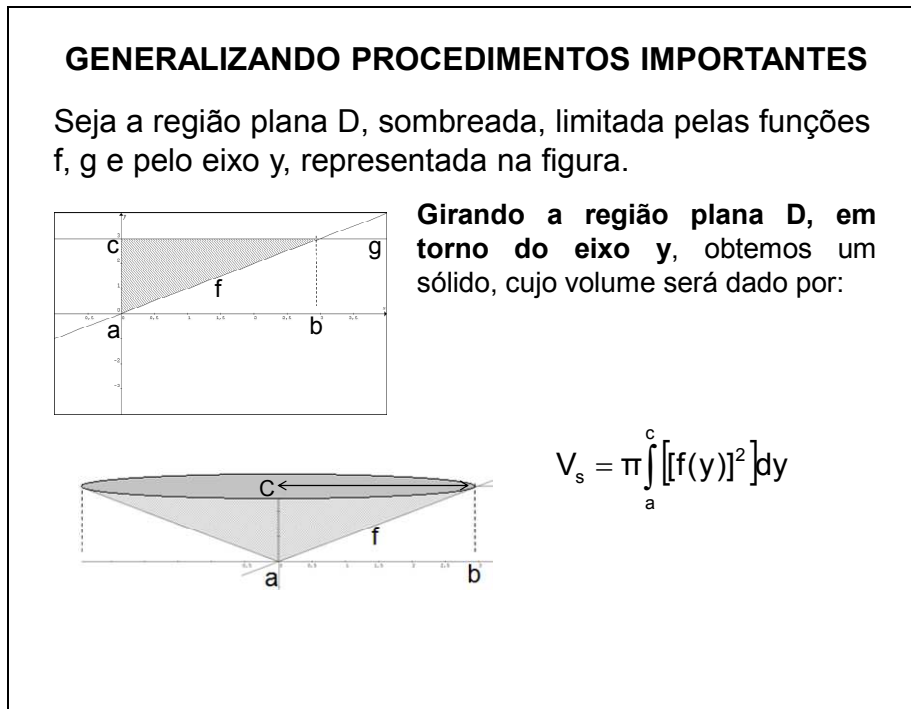 GENERALIZANDO PROCEDIMENTOS IMPORTANTES
Seja a região plana D, sombreada, limitada pelas funções
f, g e pelo eixo y, representada na figura.
Girando a região plana D, em
torno do eixo y, obtemos um
sólido, cujo volume será dado por:
c
g
f
a
b
V_s = π∫_a^c [[f(y)]²]dy
C
f
a
b